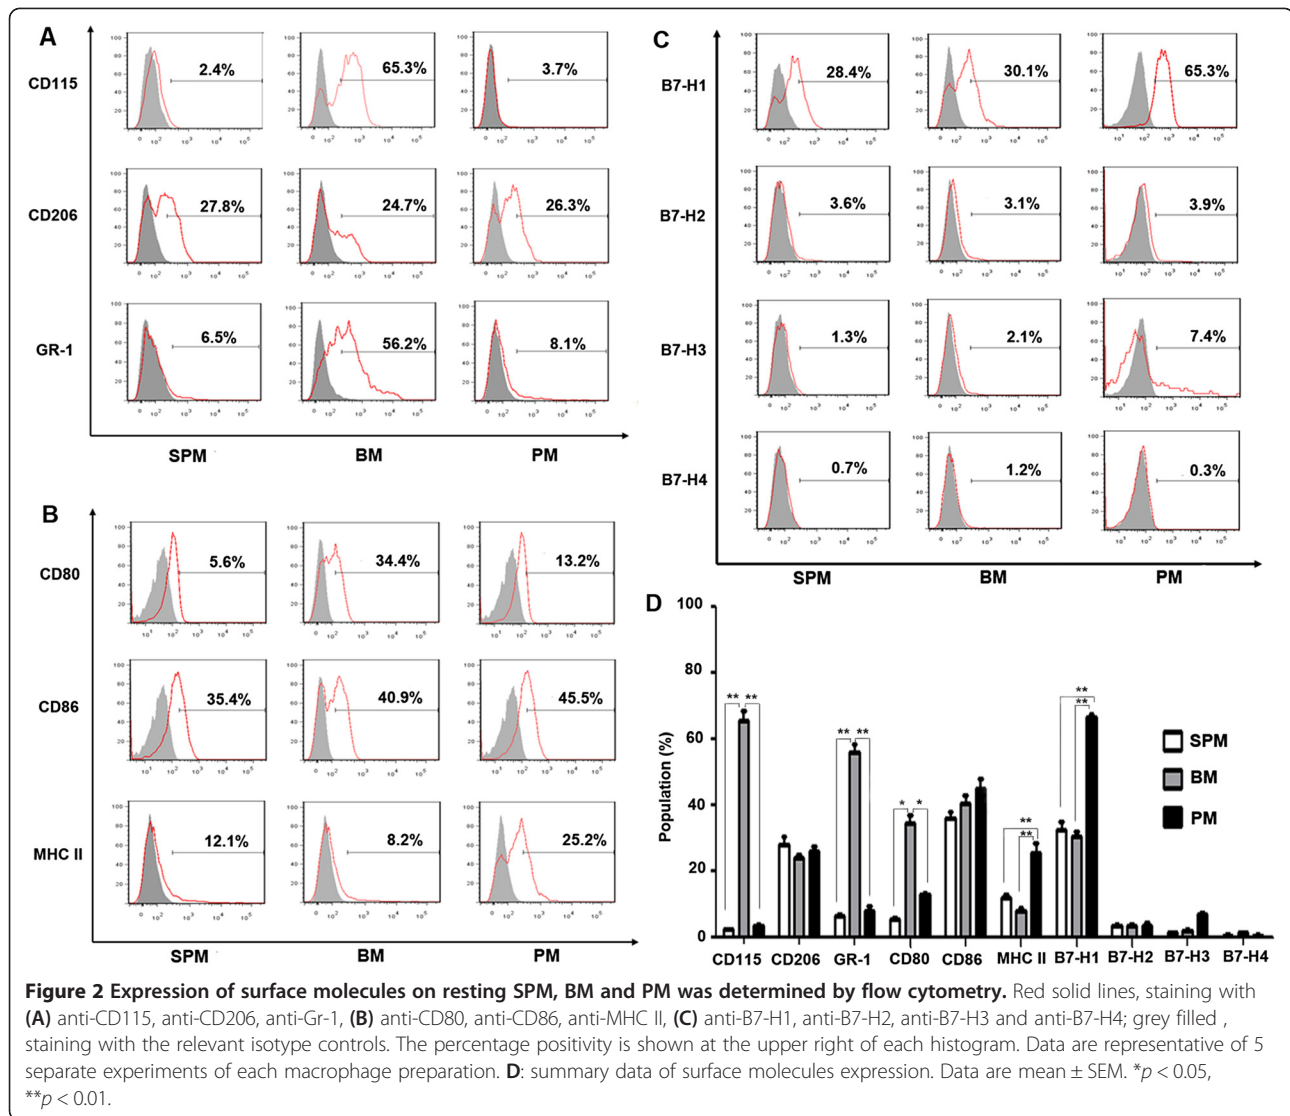 A
CD115
2.4%
65.3%
3.7%
CD206
27.8%
24.7%
26.3%
GR-1
6.5%
56.2%
8.1%
SPM
BM
PM
B
CD80
5.6%
34.4%
13.2%
CD86
35.4%
40.9%
45.5%
MHC II
12.1%
8.2%
25.2%
SPM
BM
PM
C
B7-H1
28.4%
30.1%
65.3%
B7-H2
3.6%
3.1%
3.9%
B7-H3
1.3%
2.1%
7.4%
B7-H4
0.7%
1.2%
0.3%
SPM
BM
PM
D
Population (%)
100
80
60
40
20
0
** **
** **
* *
**
**
**
**
SPM
BM
PM
CD115 CD206 GR-1 CD80 CD86 MHC II B7-H1 B7-H2 B7-H3 B7-H4
Figure 2 Expression of surface molecules on resting SPM, BM and PM was determined by flow cytometry. Red solid lines, staining with
(A) anti-CD115, anti-CD206, anti-Gr-1, (B) anti-CD80, anti-CD86, anti-MHC II, (C) anti-B7-H1, anti-B7-H2, anti-B7-H3 and anti-B7-H4; grey filled ,
staining with the relevant isotype controls. The percentage positivity is shown at the upper right of each histogram. Data are representative of 5
separate experiments of each macrophage preparation. D: summary data of surface molecules expression. Data are mean ± SEM. *p < 0.05,
**p < 0.01.